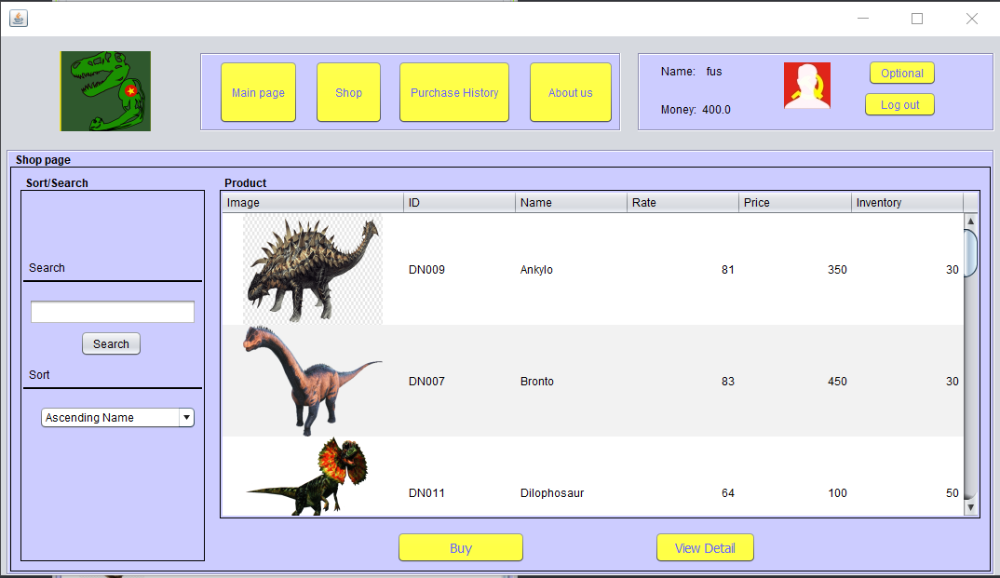 Main page Shop Purchase History About us
Name: fus
Optional
Money: 400.0
Log out
Shop page
Sort/Search
Search
Search
Sort
Ascending Name
Product
Image ID Name Rate Price Inventory
DN009 Ankylo 81 350 30
DN007 Bronto 83 450 30
DN011 Dilophosaur 64 100 50
Buy View Detail